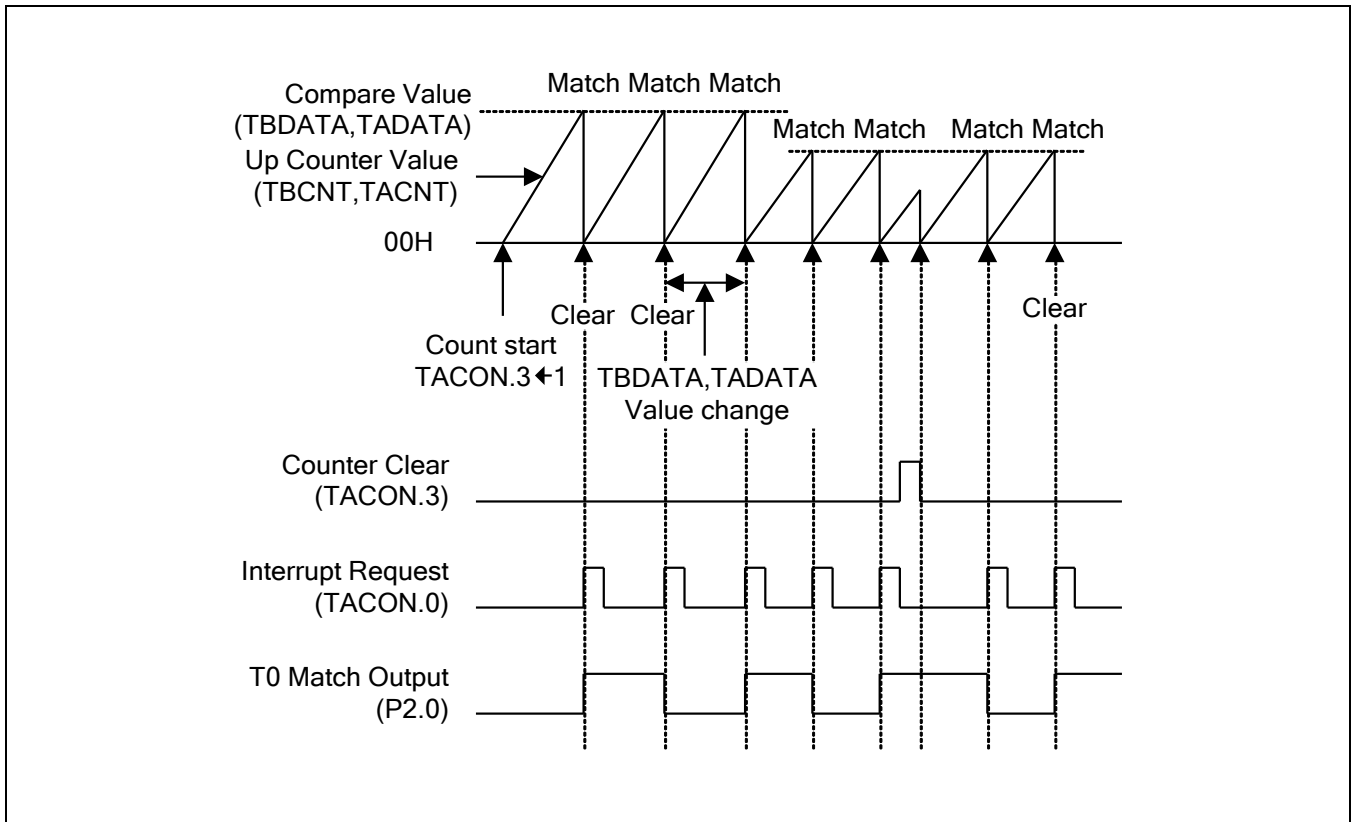 Match Match Match
Compare Value
(TBDATA,TADATA)
Match Match
Match Match
Up Counter Value
(TBCNT,TACNT)
00H
Clear
Clear
Clear
Count start
TACON.3←1
TBDATA,TADATA
Value change
Counter Clear
(TACON.3)
Interrupt Request
(TACON.0)
T0 Match Output
(P2.0)